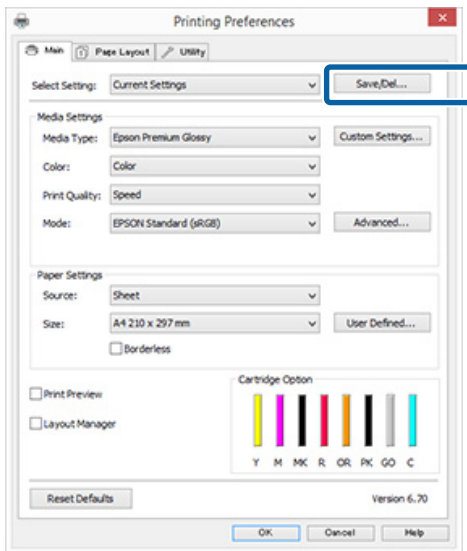 Printing Preferences
Main Page Layout Utility
Select Setting: Current Settings Save/Del...
Media Settings
Media Type: Epson Premium Glossy Custom Settings...
Color: Color
Print Quality: Speed
Mode: EPSON Standard (sRGB) Advanced...
Paper Settings
Source: Sheet
Size: A4 210 x 297 mm User Defined...
Borderless
Print Preview
Layout Manager
Cartridge Option
Y M MK R OR PK GO C
Reset Defaults Version 6.70
OK Cancel Help